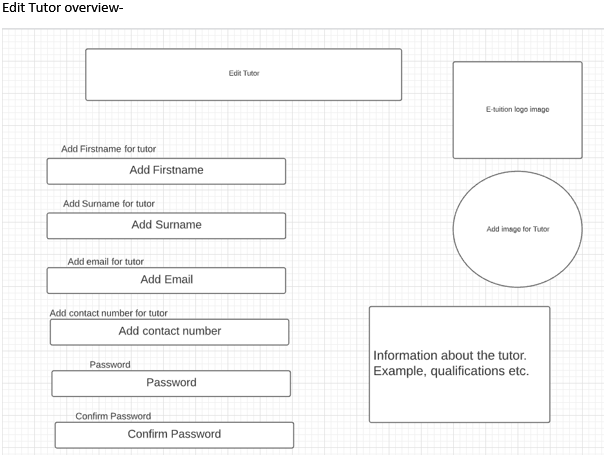 Edit Tutor overview-
Edit Tutor
E-tuition logo image
Add Firstname for tutor
Add Firstname
Add Surname for tutor
Add Surname
Add image for Tutor
Add email for tutor
Add Email
Add contact number for tutor
Add contact number
Information about the tutor.
Example, qualifications etc.
Password
Password
Confirm Password
Confirm Password